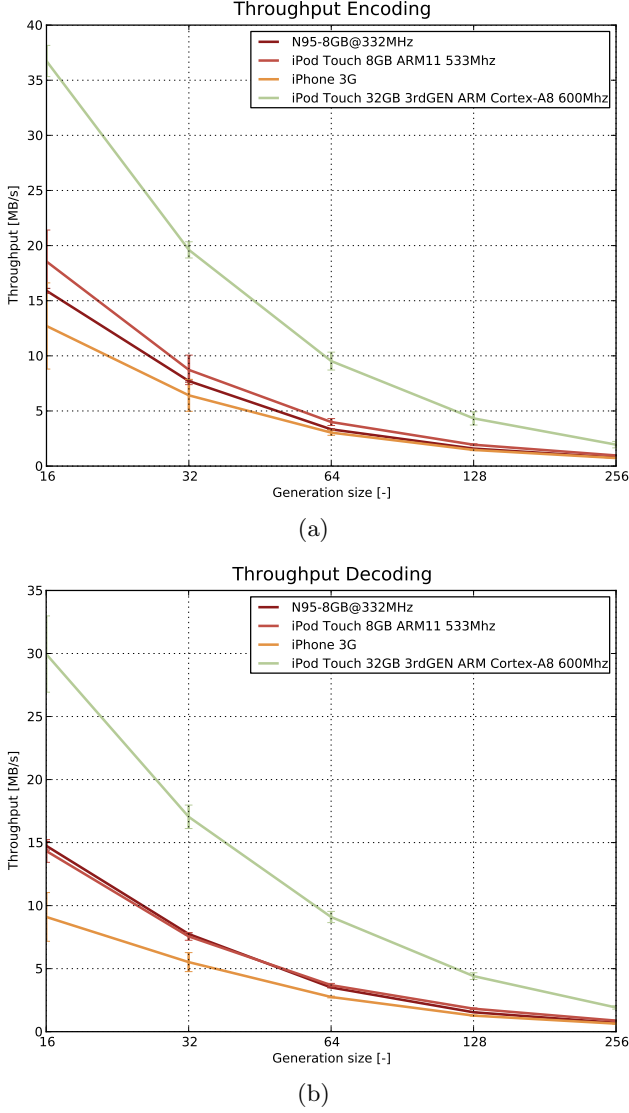 Throughput Encoding
40
35
30
25
20
15
10
5
0
Throughput [MB/s]
N95-8GB@332MHz
iPod Touch 8GB ARM11 533Mhz
iPhone 3G
iPod Touch 32GB 3rdGEN ARM Cortex-A8 600Mhz
16 32 64 128 256
Generation size [-]
(a)
Throughput Decoding
35
30
25
20
15
10
5
0
Throughput [MB/s]
N95-8GB@332MHz
iPod Touch 8GB ARM11 533Mhz
iPhone 3G
iPod Touch 32GB 3rdGEN ARM Cortex-A8 600Mhz
16 32 64 128 256
Generation size [-]
(b)